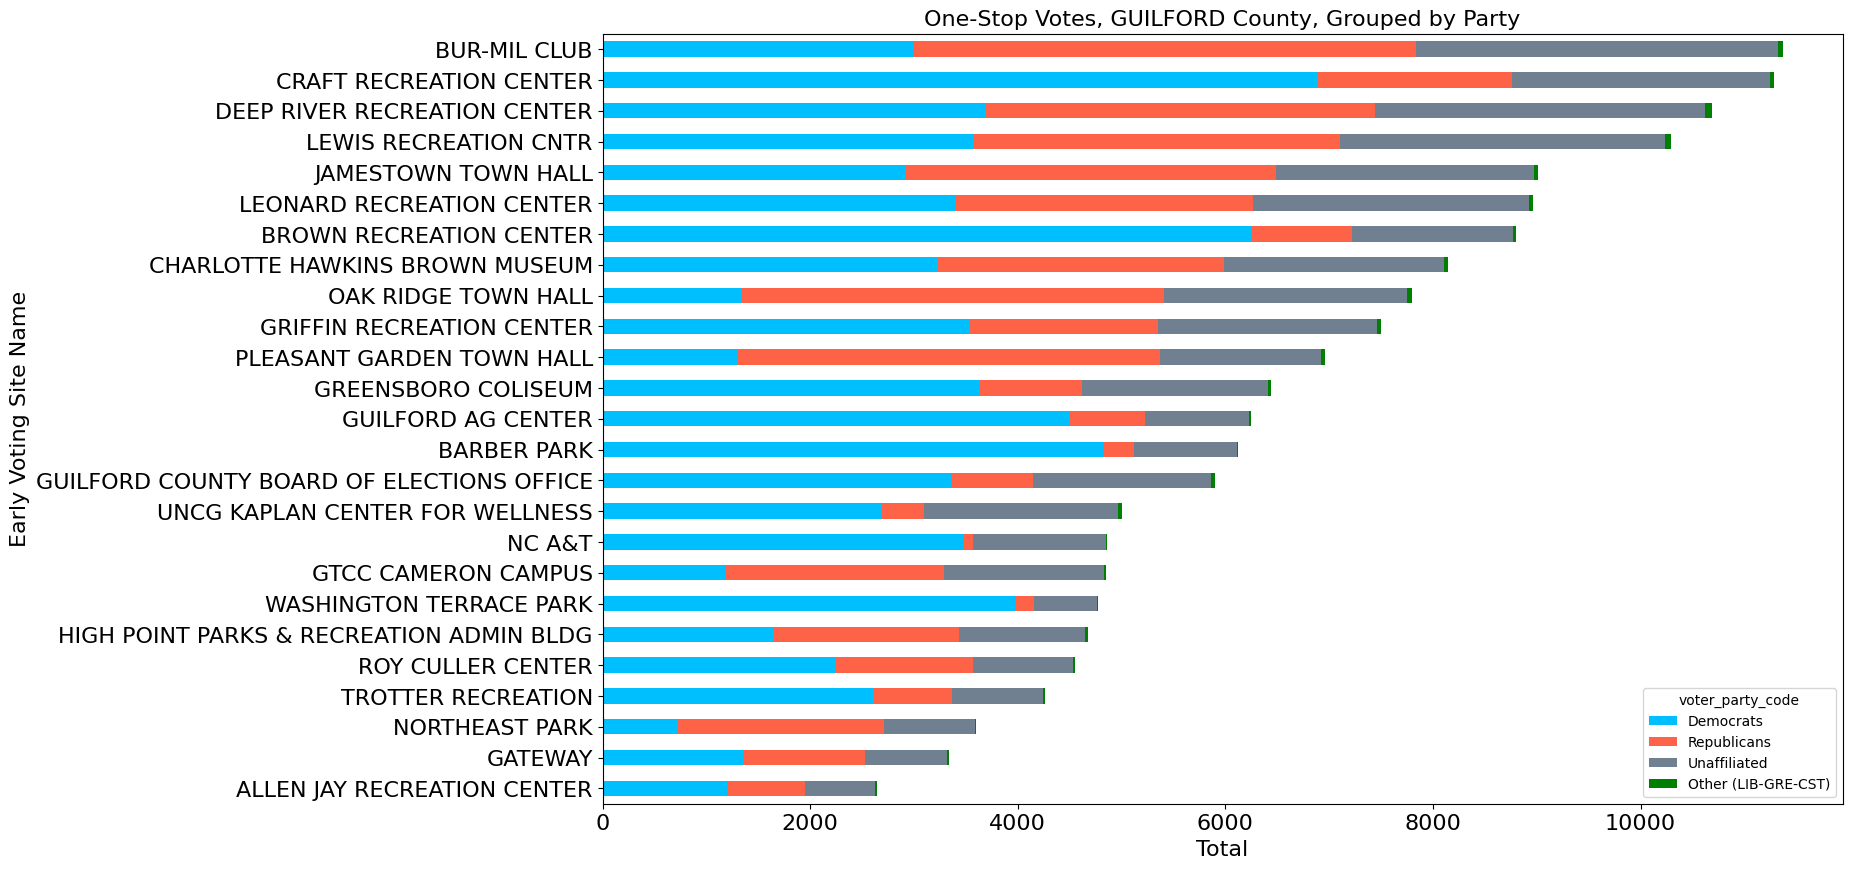 One-Stop Votes, GUILFORD County, Grouped by Party
Early Voting Site Name
BUR-MIL CLUB
CRAFT RECREATION CENTER
DEEP RIVER RECREATION CENTER
LEWIS RECREATION CNTR
JAMESTOWN TOWN HALL
LEONARD RECREATION CENTER
BROWN RECREATION CENTER
CHARLOTTE HAWKINS BROWN MUSEUM
OAK RIDGE TOWN HALL
GRIFFIN RECREATION CENTER
PLEASANT GARDEN TOWN HALL
GREENSBORO COLISEUM
GUILFORD AG CENTER
BARBER PARK
GUILFORD COUNTY BOARD OF ELECTIONS OFFICE
UNCG KAPLAN CENTER FOR WELLNESS
NC A&T
GTCC CAMERON CAMPUS
WASHINGTON TERRACE PARK
HIGH POINT PARKS & RECREATION ADMIN BLDG
ROY CULLER CENTER
TROTTER RECREATION
NORTHEAST PARK
GATEWAY
ALLEN JAY RECREATION CENTER
voter_party_code
Democrats
Republicans
Unaffiliated
Other (LIB-GRE-CST)
0 2000 4000 6000 8000 10000
Total